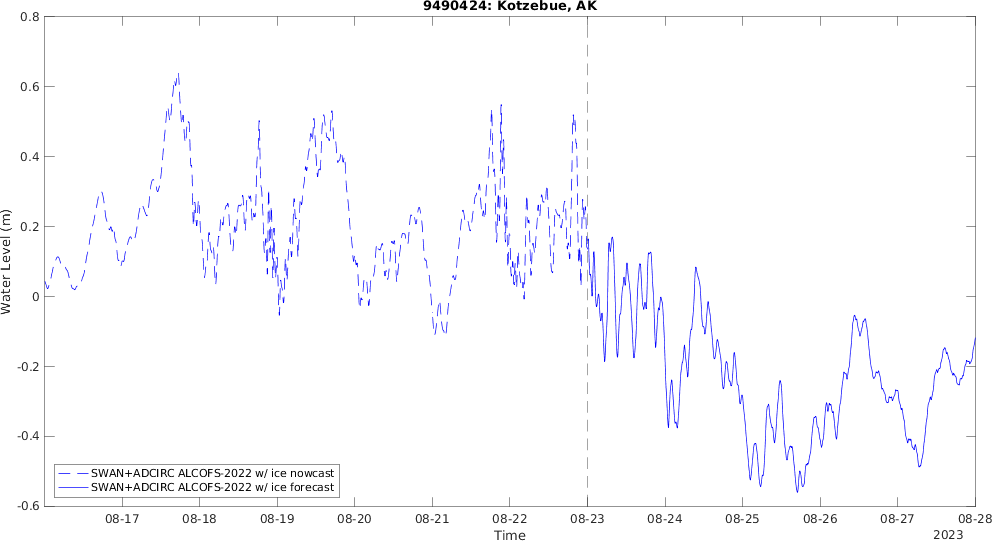 9490424: Kotzebue, AK
0.8
0.6
0.4
0.2
0
-0.2
-0.4
-0.6
Water Level (m)
SWAN+ADCIRC ALCOFS-2022 w/ ice nowcast
SWAN+ADCIRC ALCOFS-2022 w/ ice forecast
08-17 08-18 08-19 08-20 08-21 08-22 08-23 08-24 08-25 08-26 08-27 08-28
Time
2023